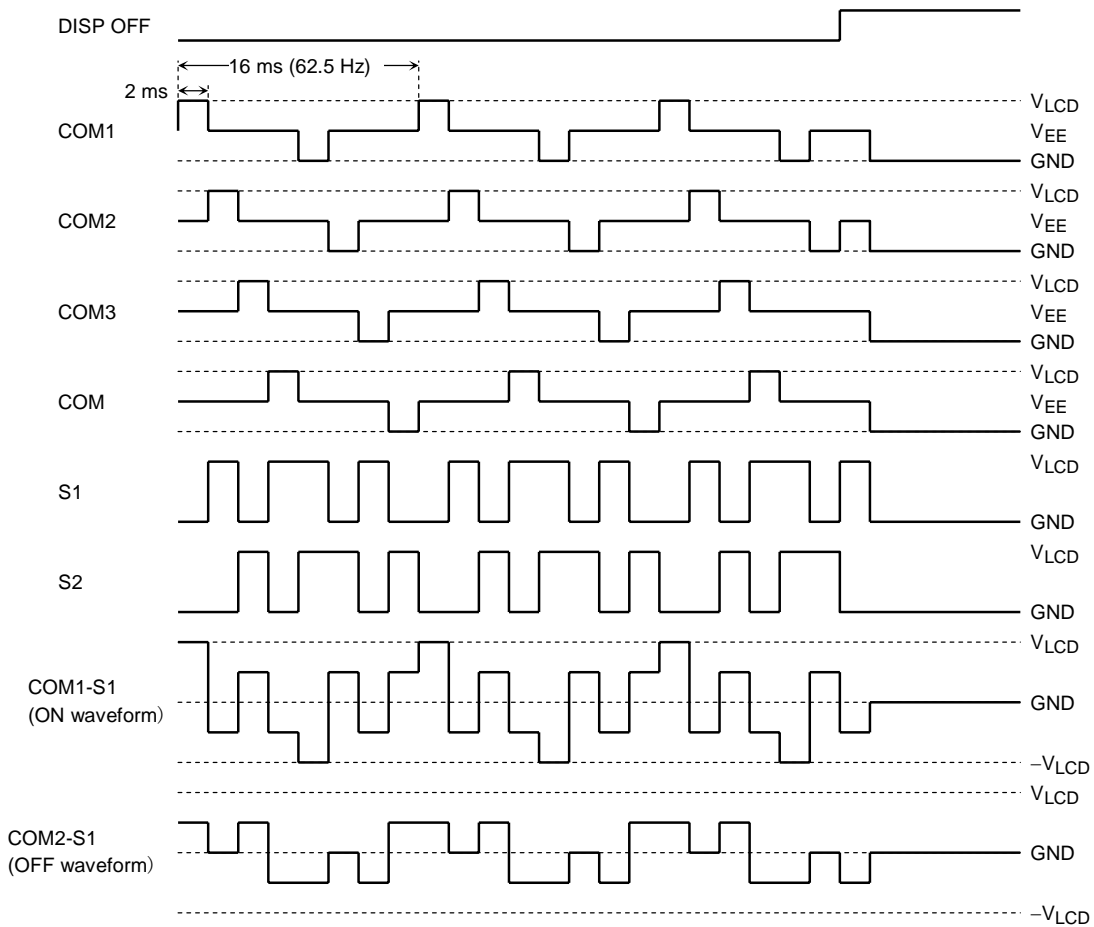 DISP OFF
16 ms (62.5 Hz)
2 ms
VLCD
COM1
VEE
GND
VLCD
COM2
VEE
GND
VLCD
COM3
VEE
GND
VLCD
COM
VEE
GND
VLCD
S1
GND
VLCD
S2
GND
VLCD
COM1-S1
(ON waveform)
GND
−VLCD
VLCD
COM2-S1
(OFF waveform)
GND
−VLCD